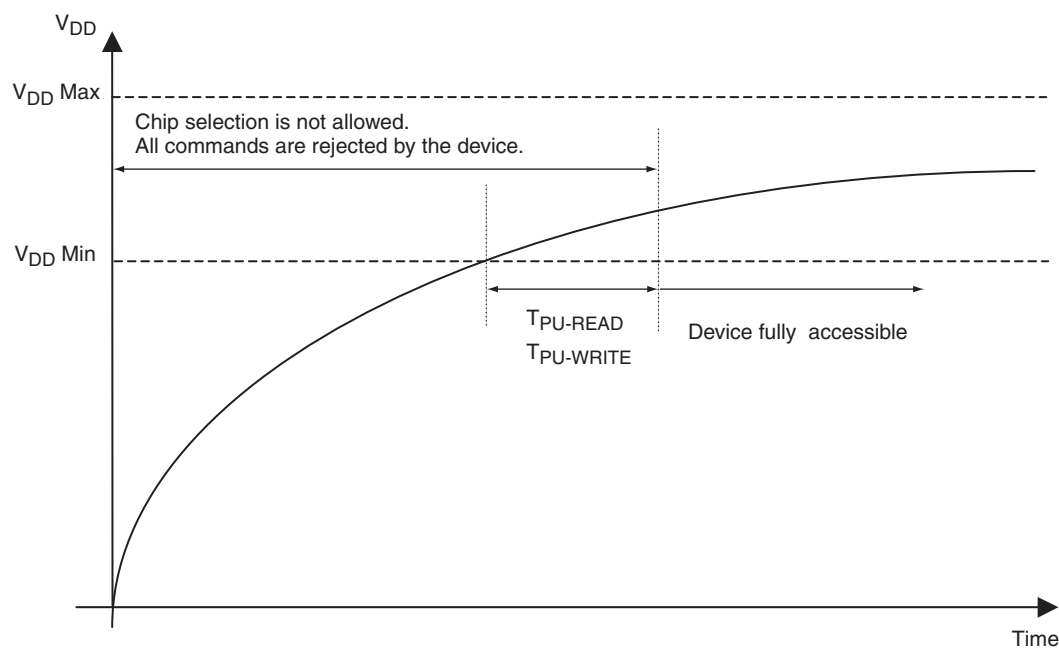 VDD
VDD Max
Chip selection is not allowed.
All commands are rejected by the device.
VDD Min
TPU-READ
TPU-WRITE
Device fully accessible
Time